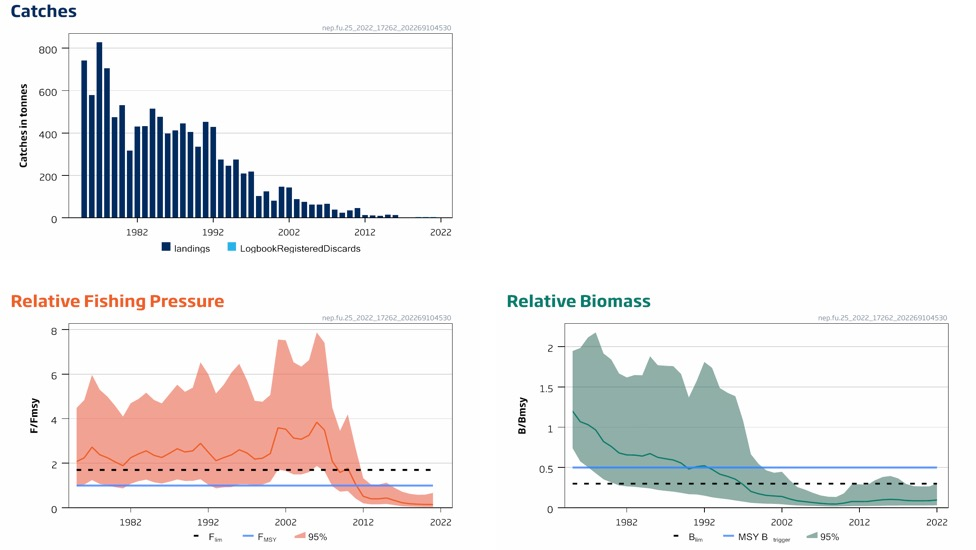 Catches
nep.fu.25_2022_17262_202269104530
Catches in tonnes
800
600
400
200
0
1982 1992 2002 2012 2022
landings LogbookRegisteredDiscards
Relative Fishing Pressure
nep.fu.25_2022_17262_202269104530
F/Fmsy
8
6
4
2
0
1982 1992 2002 2012 2022
Flim FMSY 95%
Relative Biomass
nep.fu.25_2022_17262_202269104530
B/Bmsy
2
1.5
1
0.5
0
1982 1992 2002 2012 2022
Blim MSY B trigger 95%